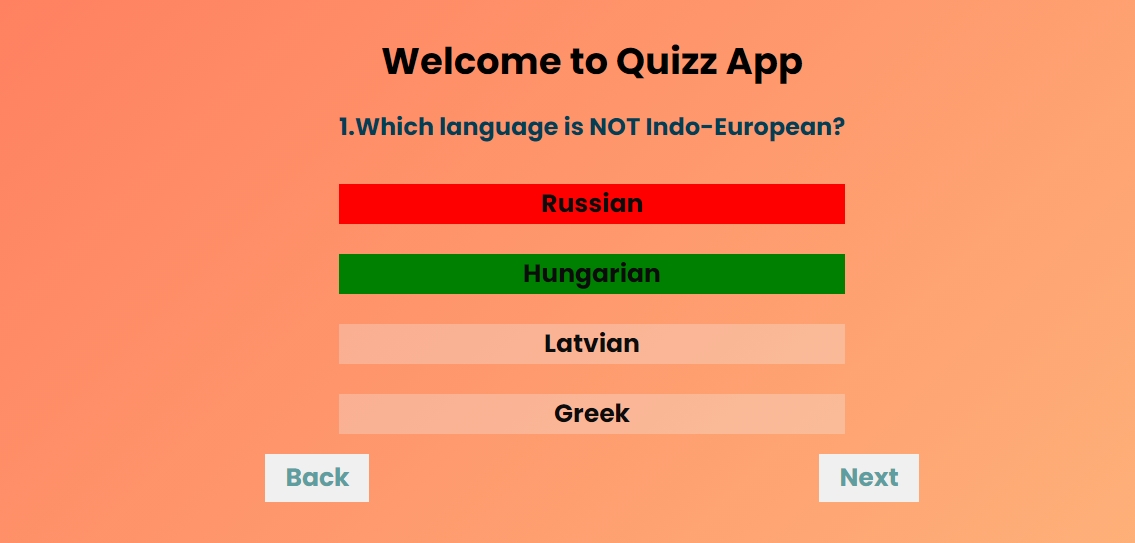 Welcome to Quizz App
1.Which language is NOT Indo-European?
Russian
Hungarian
Latvian
Greek
Back
Next